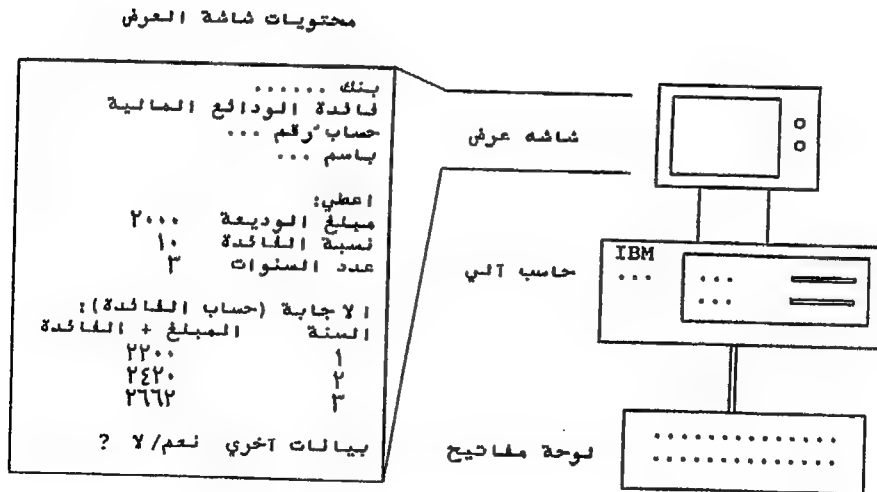 محتويات شاشة العرض
بنك ......
فائدة الودائع المالية
حساب رقم ...
باسم ...
اعطي:
مبلغ الوديعة ٢٠٠٠
نسبة الفائدة ١٠
عدد السنوات ٣
الاجابة (حساب الفائدة):
السنة المبلغ + الفائدة
١ ٢٢٠٠
٢ ٢٤٢٠
٣ ٢٦٦٢
بيانات آخري نعم/لا ?
شاشه عرض
حاسب آلي
IBM
لوحة مفاتيح